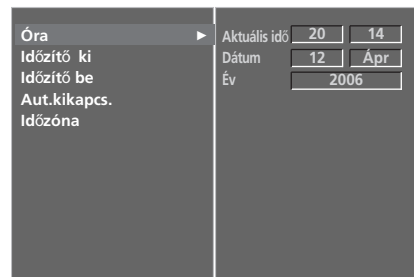 Óra ►
Időzítő ki
Időzítő be
Aut.kikapcs.
Időzóna
Aktuális idő 20 14
Dátum 12 Ápr
Év 2006